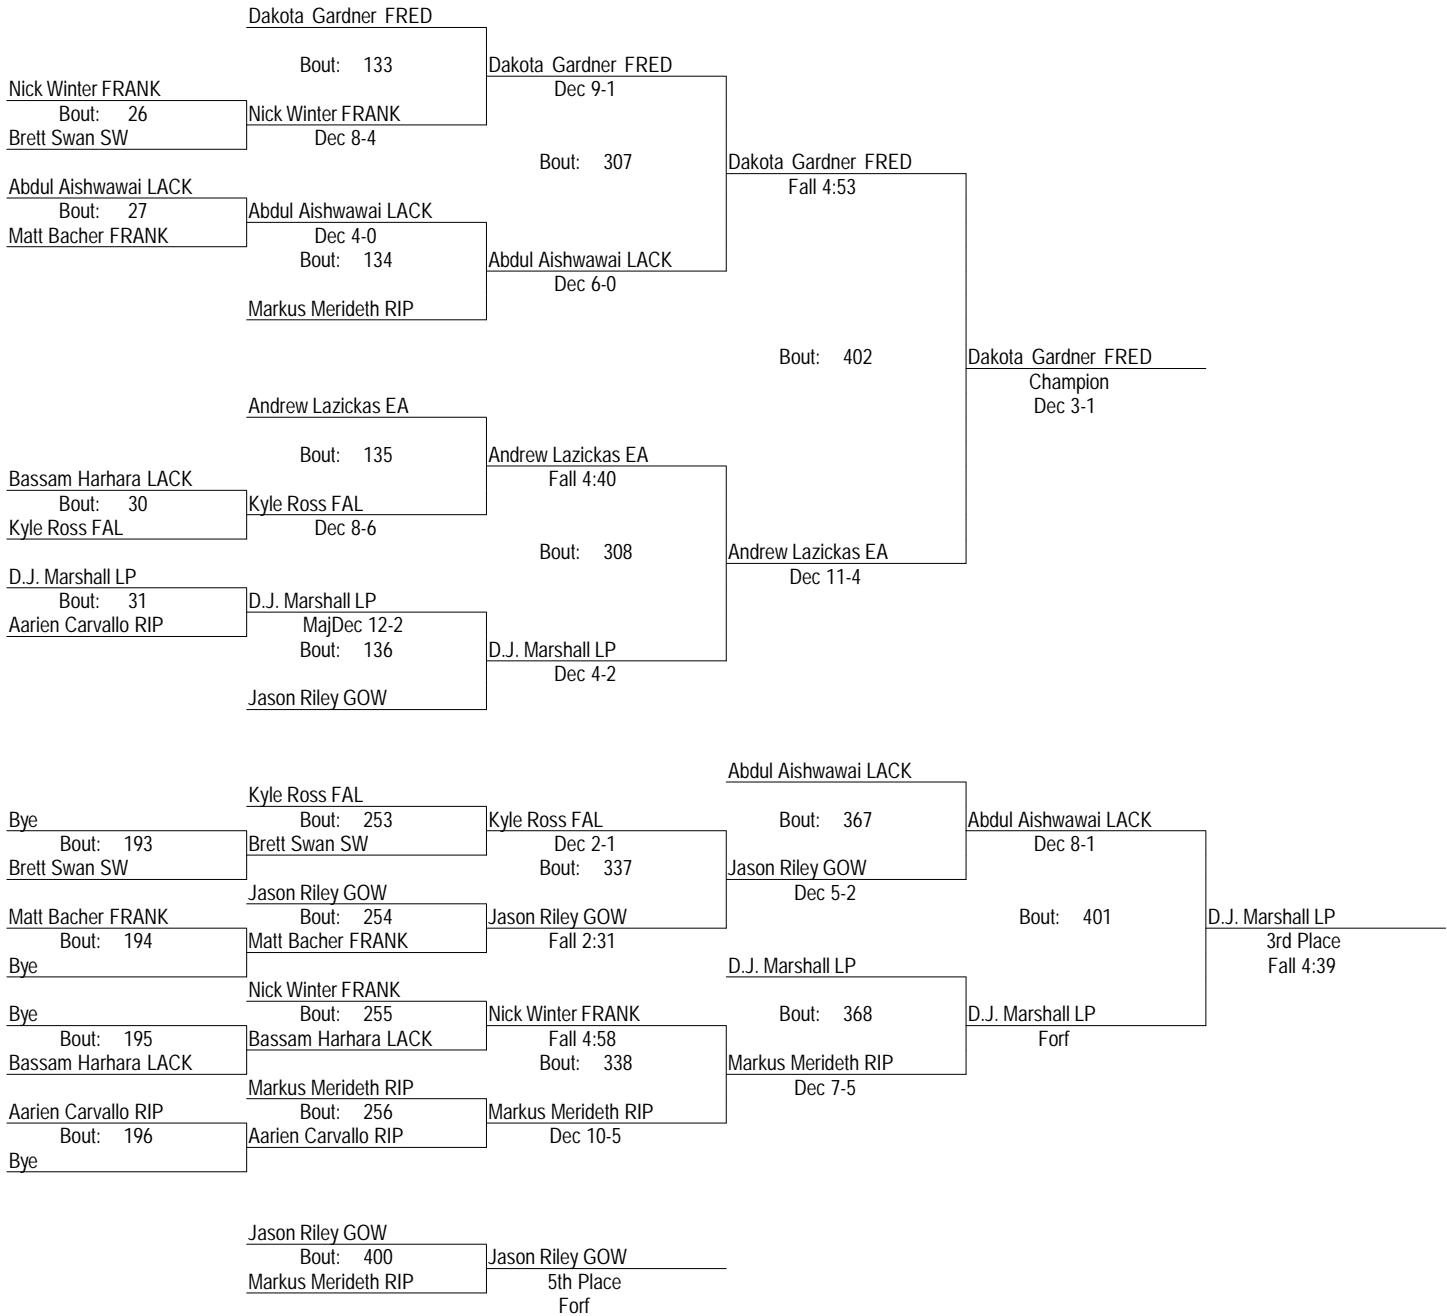 Dakota Gardner FRED
Bout: 133
Dakota Gardner FRED
Dec 9-1
Nick Winter FRANK
Bout: 26
Brett Swan SW
Nick Winter FRANK
Dec 8-4
Bout: 307
Dakota Gardner FRED
Fall 4:53
Abdul Aishwawai LACK
Bout: 27
Matt Bacher FRANK
Abdul Aishwawai LACK
Dec 4-0
Bout: 134
Abdul Aishwawai LACK
Dec 6-0
Markus Merideth RIP
Bout: 402
Dakota Gardner FRED
Champion
Dec 3-1
Andrew Lazickas EA
Bout: 135
Andrew Lazickas EA
Fall 4:40
Bassam Harhara LACK
Bout: 30
Kyle Ross FAL
Kyle Ross FAL
Dec 8-6
Bout: 308
Andrew Lazickas EA
Dec 11-4
D.J. Marshall LP
Bout: 31
Aarien Carvallo RIP
D.J. Marshall LP
MajDec 12-2
Bout: 136
D.J. Marshall LP
Dec 4-2
Jason Riley GOW
Abdul Aishwawai LACK
Kyle Ross FAL
Bye
Bout: 193
Brett Swan SW
Bout: 253
Brett Swan SW
Kyle Ross FAL
Dec 2-1
Bout: 337
Bout: 367
Abdul Aishwawai LACK
Dec 8-1
Jason Riley GOW
Dec 5-2
Jason Riley GOW
Matt Bacher FRANK
Bout: 194
Bye
Bout: 254
Matt Bacher FRANK
Jason Riley GOW
Fall 2:31
Bout: 401
D.J. Marshall LP
3rd Place
Fall 4:39
D.J. Marshall LP
Nick Winter FRANK
Bye
Bout: 195
Bassam Harhara LACK
Bout: 255
Bassam Harhara LACK
Nick Winter FRANK
Fall 4:58
Bout: 338
Bout: 368
D.J. Marshall LP
Forf
Markus Merideth RIP
Dec 7-5
Markus Merideth RIP
Aarien Carvallo RIP
Bout: 196
Bye
Bout: 256
Aarien Carvallo RIP
Markus Merideth RIP
Dec 10-5
Jason Riley GOW
Bout: 400
Markus Merideth RIP
Jason Riley GOW
5th Place
Forf